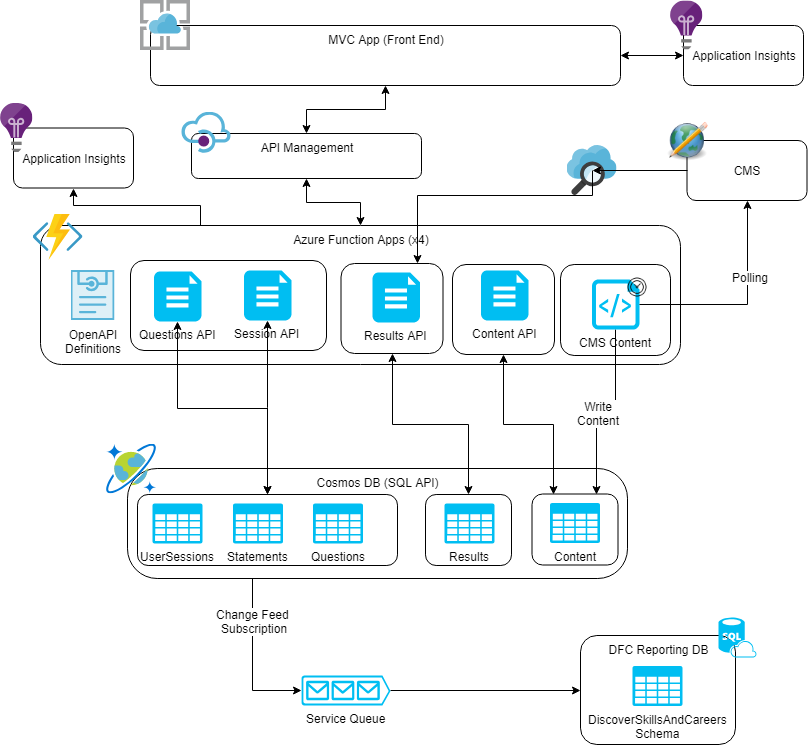 MVC App (Front End)
Application Insights
API Management
Application Insights
CMS
Azure Function Apps (x4)
Polling
OpenAPI
Definitions
Questions API
Session API
Results API
Content API
CMS Content
Write
Content
Cosmos DB (SQL API)
UserSessions
Statements
Questions
Results
Content
Change Feed
Subscription
SQL
DFC Reporting DB
Service Queue
DiscoverSkillsAndCareers
Schema